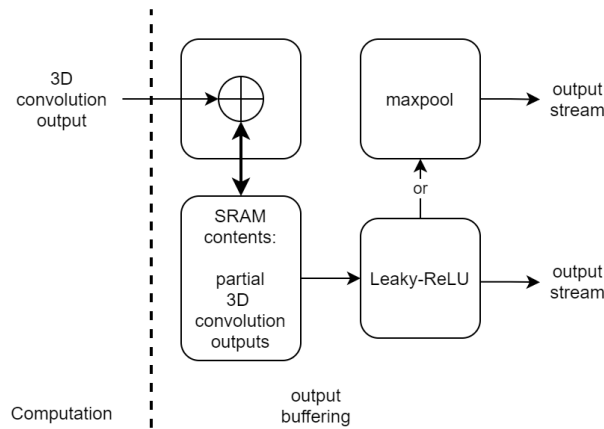 3D
convolution
output
maxpool
output
stream
or
SRAM
contents:
partial
3D
convolution
outputs
Leaky-ReLU
output
stream
Computation
output
buffering